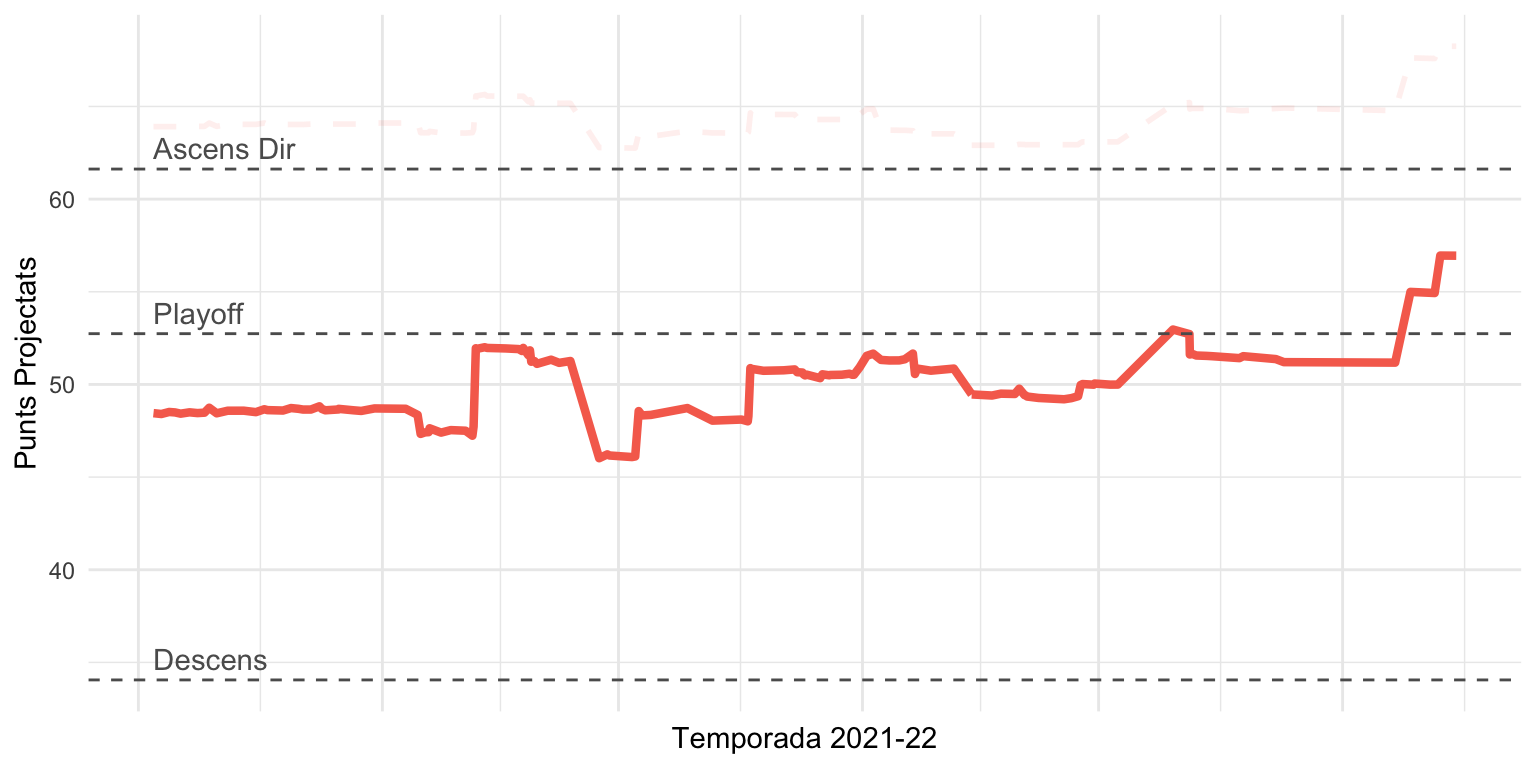 Ascens Dir
60
Playoff
50
40
Descens
Punts Projectats
Temporada 2021-22